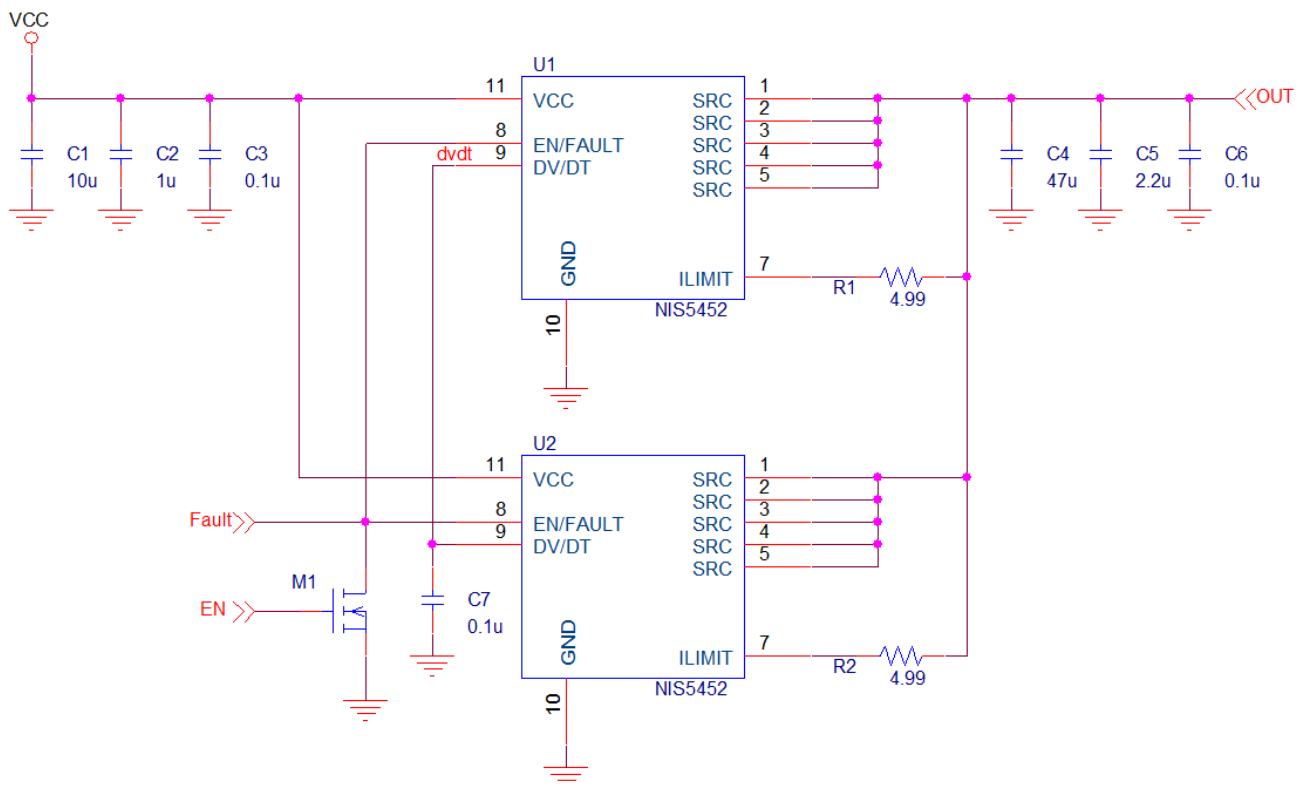 VCC
U1
11
VCC
SRC
1
SRC
2
8
EN/FAULT
SRC
3
dvdt
9
DV/DT
SRC
4
SRC
5
C1
10u
C2
1u
C3
0.1u
C4
47u
C5
2.2u
C6
0.1u
OUT
GND
10
ILIMIT
7
R1
4.99
NIS5452
U2
11
VCC
SRC
1
SRC
2
Fault
8
EN/FAULT
SRC
3
9
DV/DT
SRC
4
SRC
5
M1
EN
C7
0.1u
GND
10
ILIMIT
7
R2
4.99
NIS5452